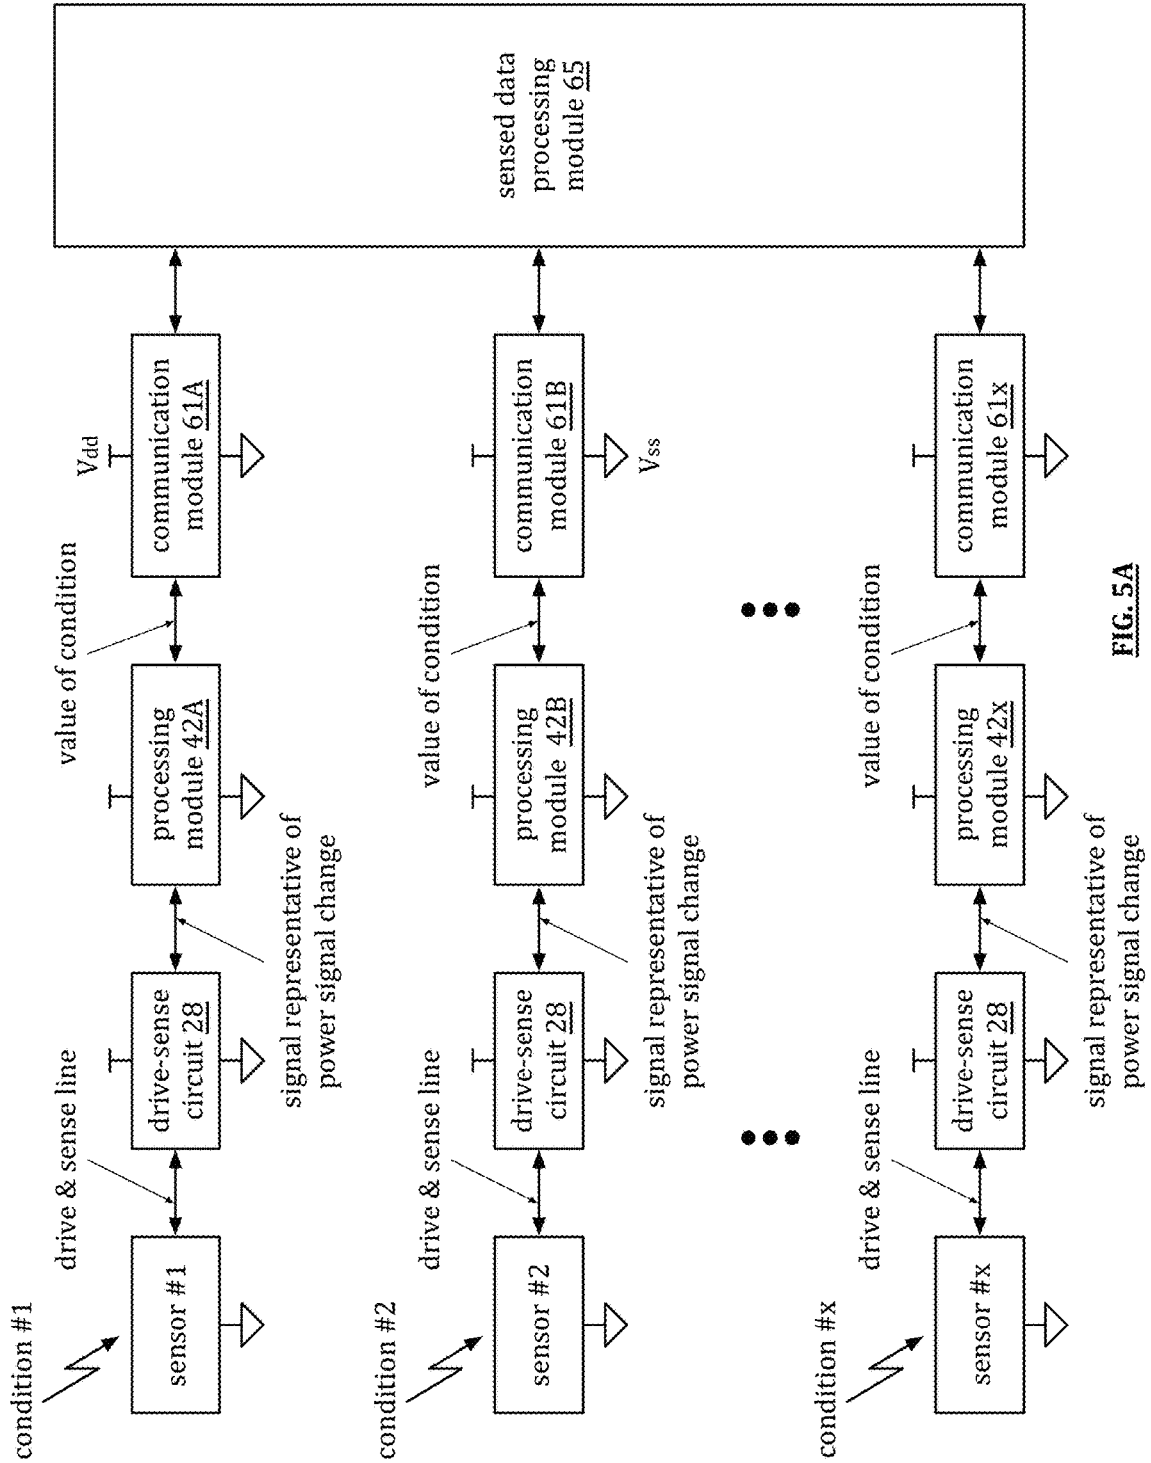 condition #1
sensor #1
drive & sense line
drive-sense
circuit 28
signal representative of
power signal change
processing
module 42A
value of condition
Vdd
communication
module 61A
condition #2
sensor #2
drive & sense line
drive-sense
circuit 28
signal representative of
power signal change
processing
module 42B
value of condition
communication
module 61B
Vss
condition #x
sensor #x
drive & sense line
drive-sense
circuit 28
signal representative of
power signal change
processing
module 42x
value of condition
communication
module 61x
sensed data
processing
module 65
FIG. 5A